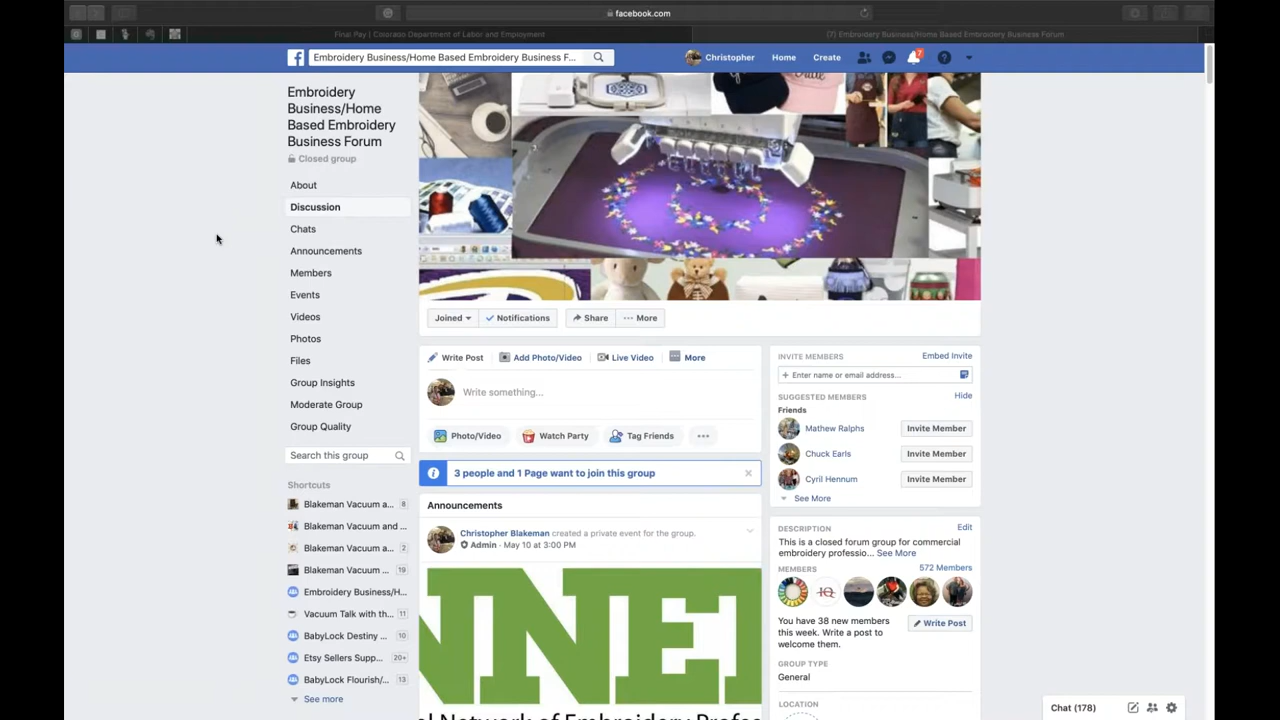 facebook.com
Final Pay | Colorado Department of Labor and Employment
(7) Embroidery Business/Home Based Embroidery Business Forum
Embroidery Business/Home Based Embroidery Business F...
Christopher
Home
Create
7
Embroidery
Business/Home
Based Embroidery
Business Forum
Closed group
About
Discussion
Chats
Announcements
Members
Events
Videos
Photos
Files
Group Insights
Moderate Group
Group Quality
Search this group
Shortcuts
Blakeman Vacuum a... 8
Blakeman Vacuum and ...
Blakeman Vacuum a... 2
Blakeman Vacuum ... 19
Embroidery Business/H...
Vacuum Talk with th... 11
BabyLock Destiny ... 10
Etsy Sellers Supp... 20+
BabyLock Flourish/... 13
See more
Joined
Notifications
Share
More
Write Post
Add Photo/Video
Live Video
More
Write something...
Photo/Video
Watch Party
Tag Friends
3 people and 1 Page want to join this group
Announcements
Christopher Blakeman created a private event for the group.
Admin · May 10 at 3:00 PM
NNE
l Network of Embroidery Profes
INVITE MEMBERS
Embed Invite
+ Enter name or email address...
SUGGESTED MEMBERS
Hide
Friends
Mathew Ralphs
Invite Member
Chuck Earls
Invite Member
Cyril Hennum
Invite Member
See More
DESCRIPTION
Edit
This is a closed forum group for commercial
embroidery professio... See More
MEMBERS
572 Members
You have 38 new members
this week. Write a post to
welcome them.
Write Post
GROUP TYPE
General
LOCATION
Chat (178)